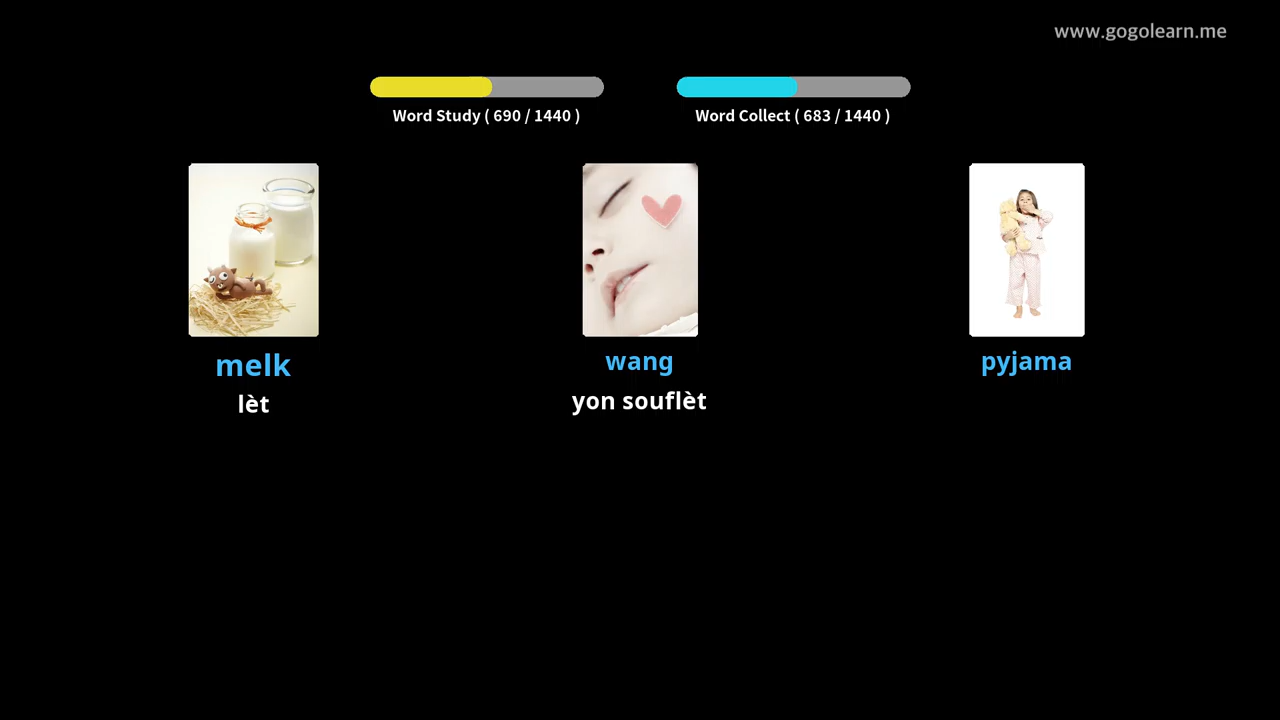 www.gogolearn.me
Word Study ( 690 / 1440 )
Word Collect ( 683 / 1440 )
melk
lèt
wang
yon souflèt
pyjama